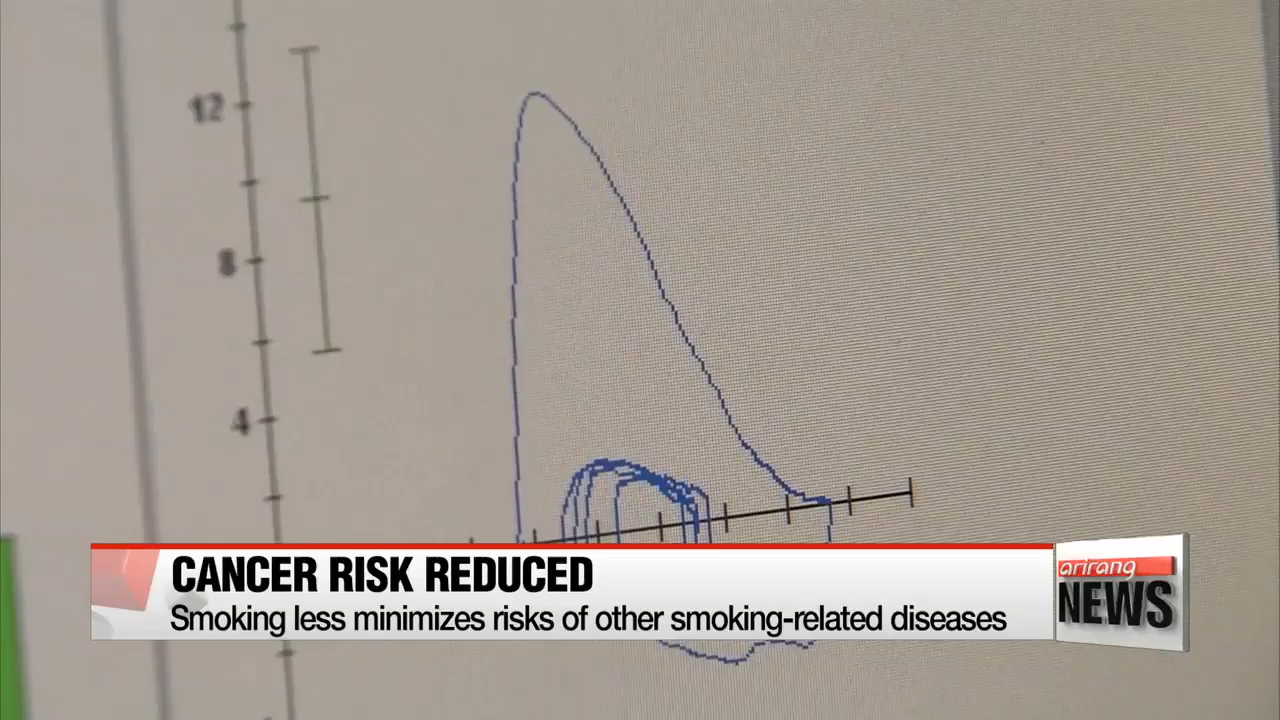 12
8
4
CANCER RISK REDUCED
Smoking less minimizes risks of other smoking-related diseases
arirang
NEWS